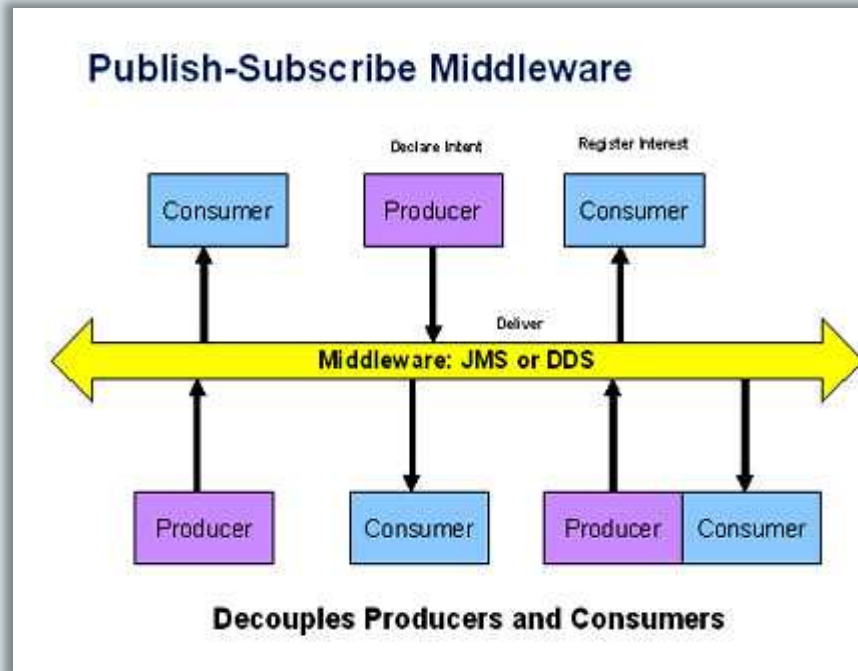 Publish-Subscribe Middleware
Declare Intent
Register Interest
Consumer
Producer
Consumer
Deliver
Middleware: JMS or DDS
Producer
Consumer
Producer
Consumer
Decouples Producers and Consumers